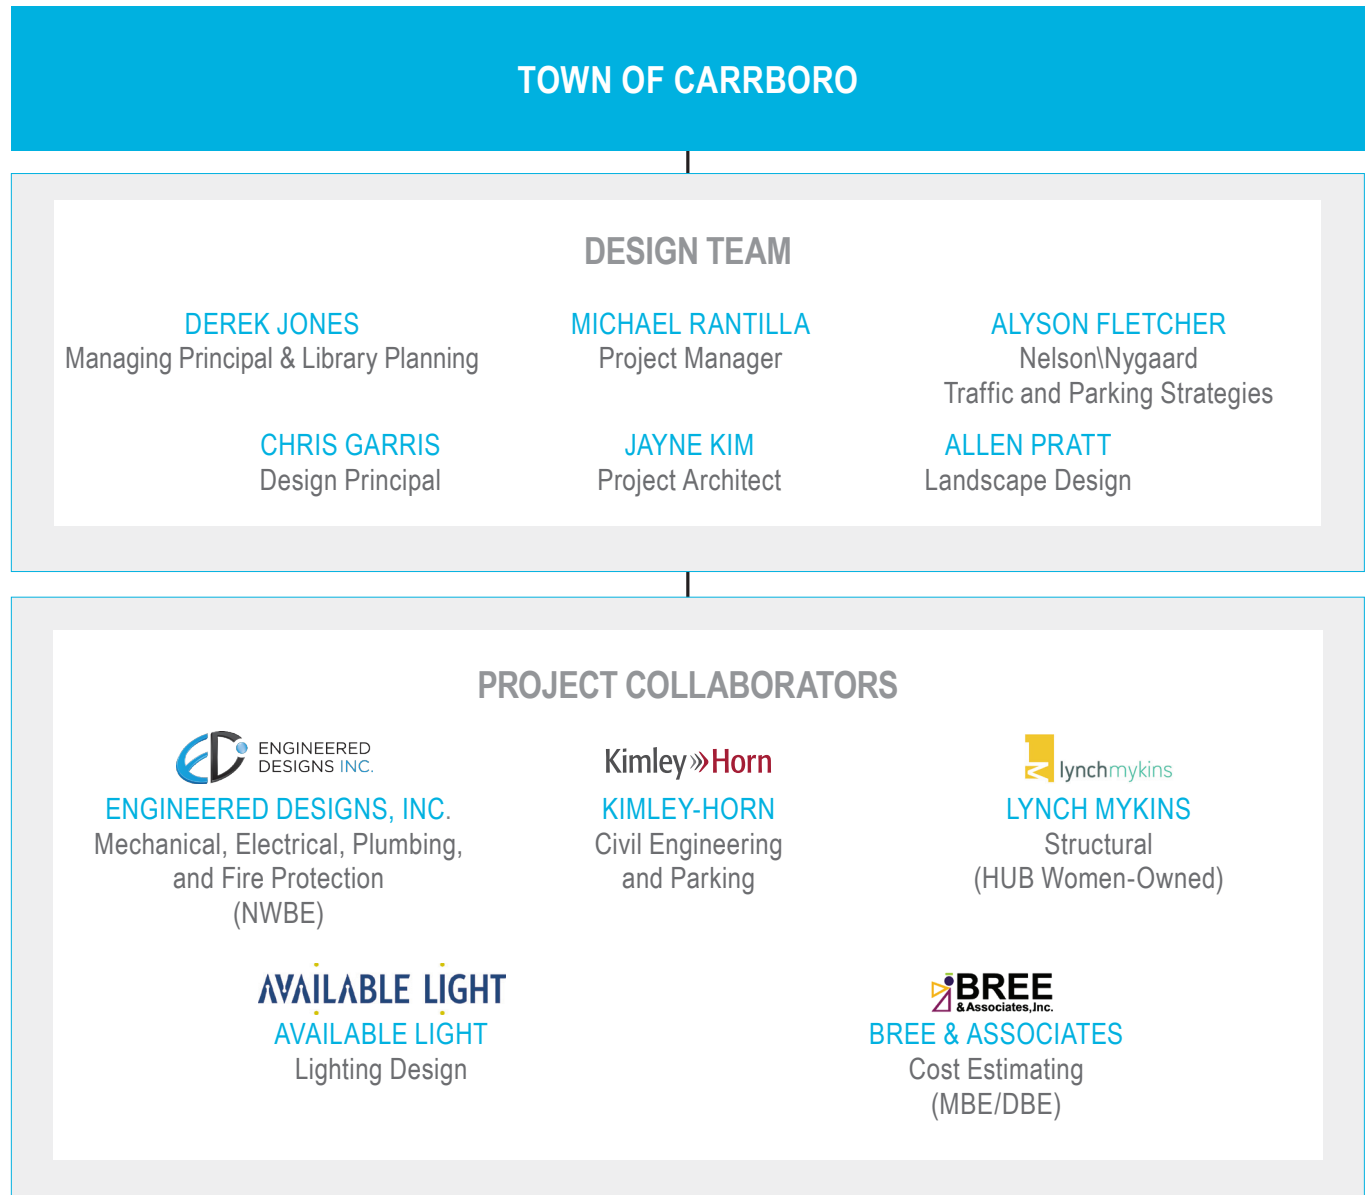 TOWN OF CARRBORO
DESIGN TEAM
DEREK JONES
Managing Principal & Library Planning
MICHAEL RANTILLA
Project Manager
ALYSON FLETCHER
Nelson\Nygaard
Traffic and Parking Strategies
CHRIS GARRIS
Design Principal
JAYNE KIM
Project Architect
ALLEN PRATT
Landscape Design
PROJECT COLLABORATORS
ENGINEERED
DESIGNS INC.
ENGINEERED DESIGNS, INC.
Mechanical, Electrical, Plumbing,
and Fire Protection
(NWBE)
Kimley»Horn
KIMLEY-HORN
Civil Engineering
and Parking
lynchmykins
LYNCH MYKINS
Structural
(HUB Women-Owned)
AVAILABLE LIGHT
AVAILABLE LIGHT
Lighting Design
BREE
& Associates, Inc.
BREE & ASSOCIATES
Cost Estimating
(MBE/DBE)